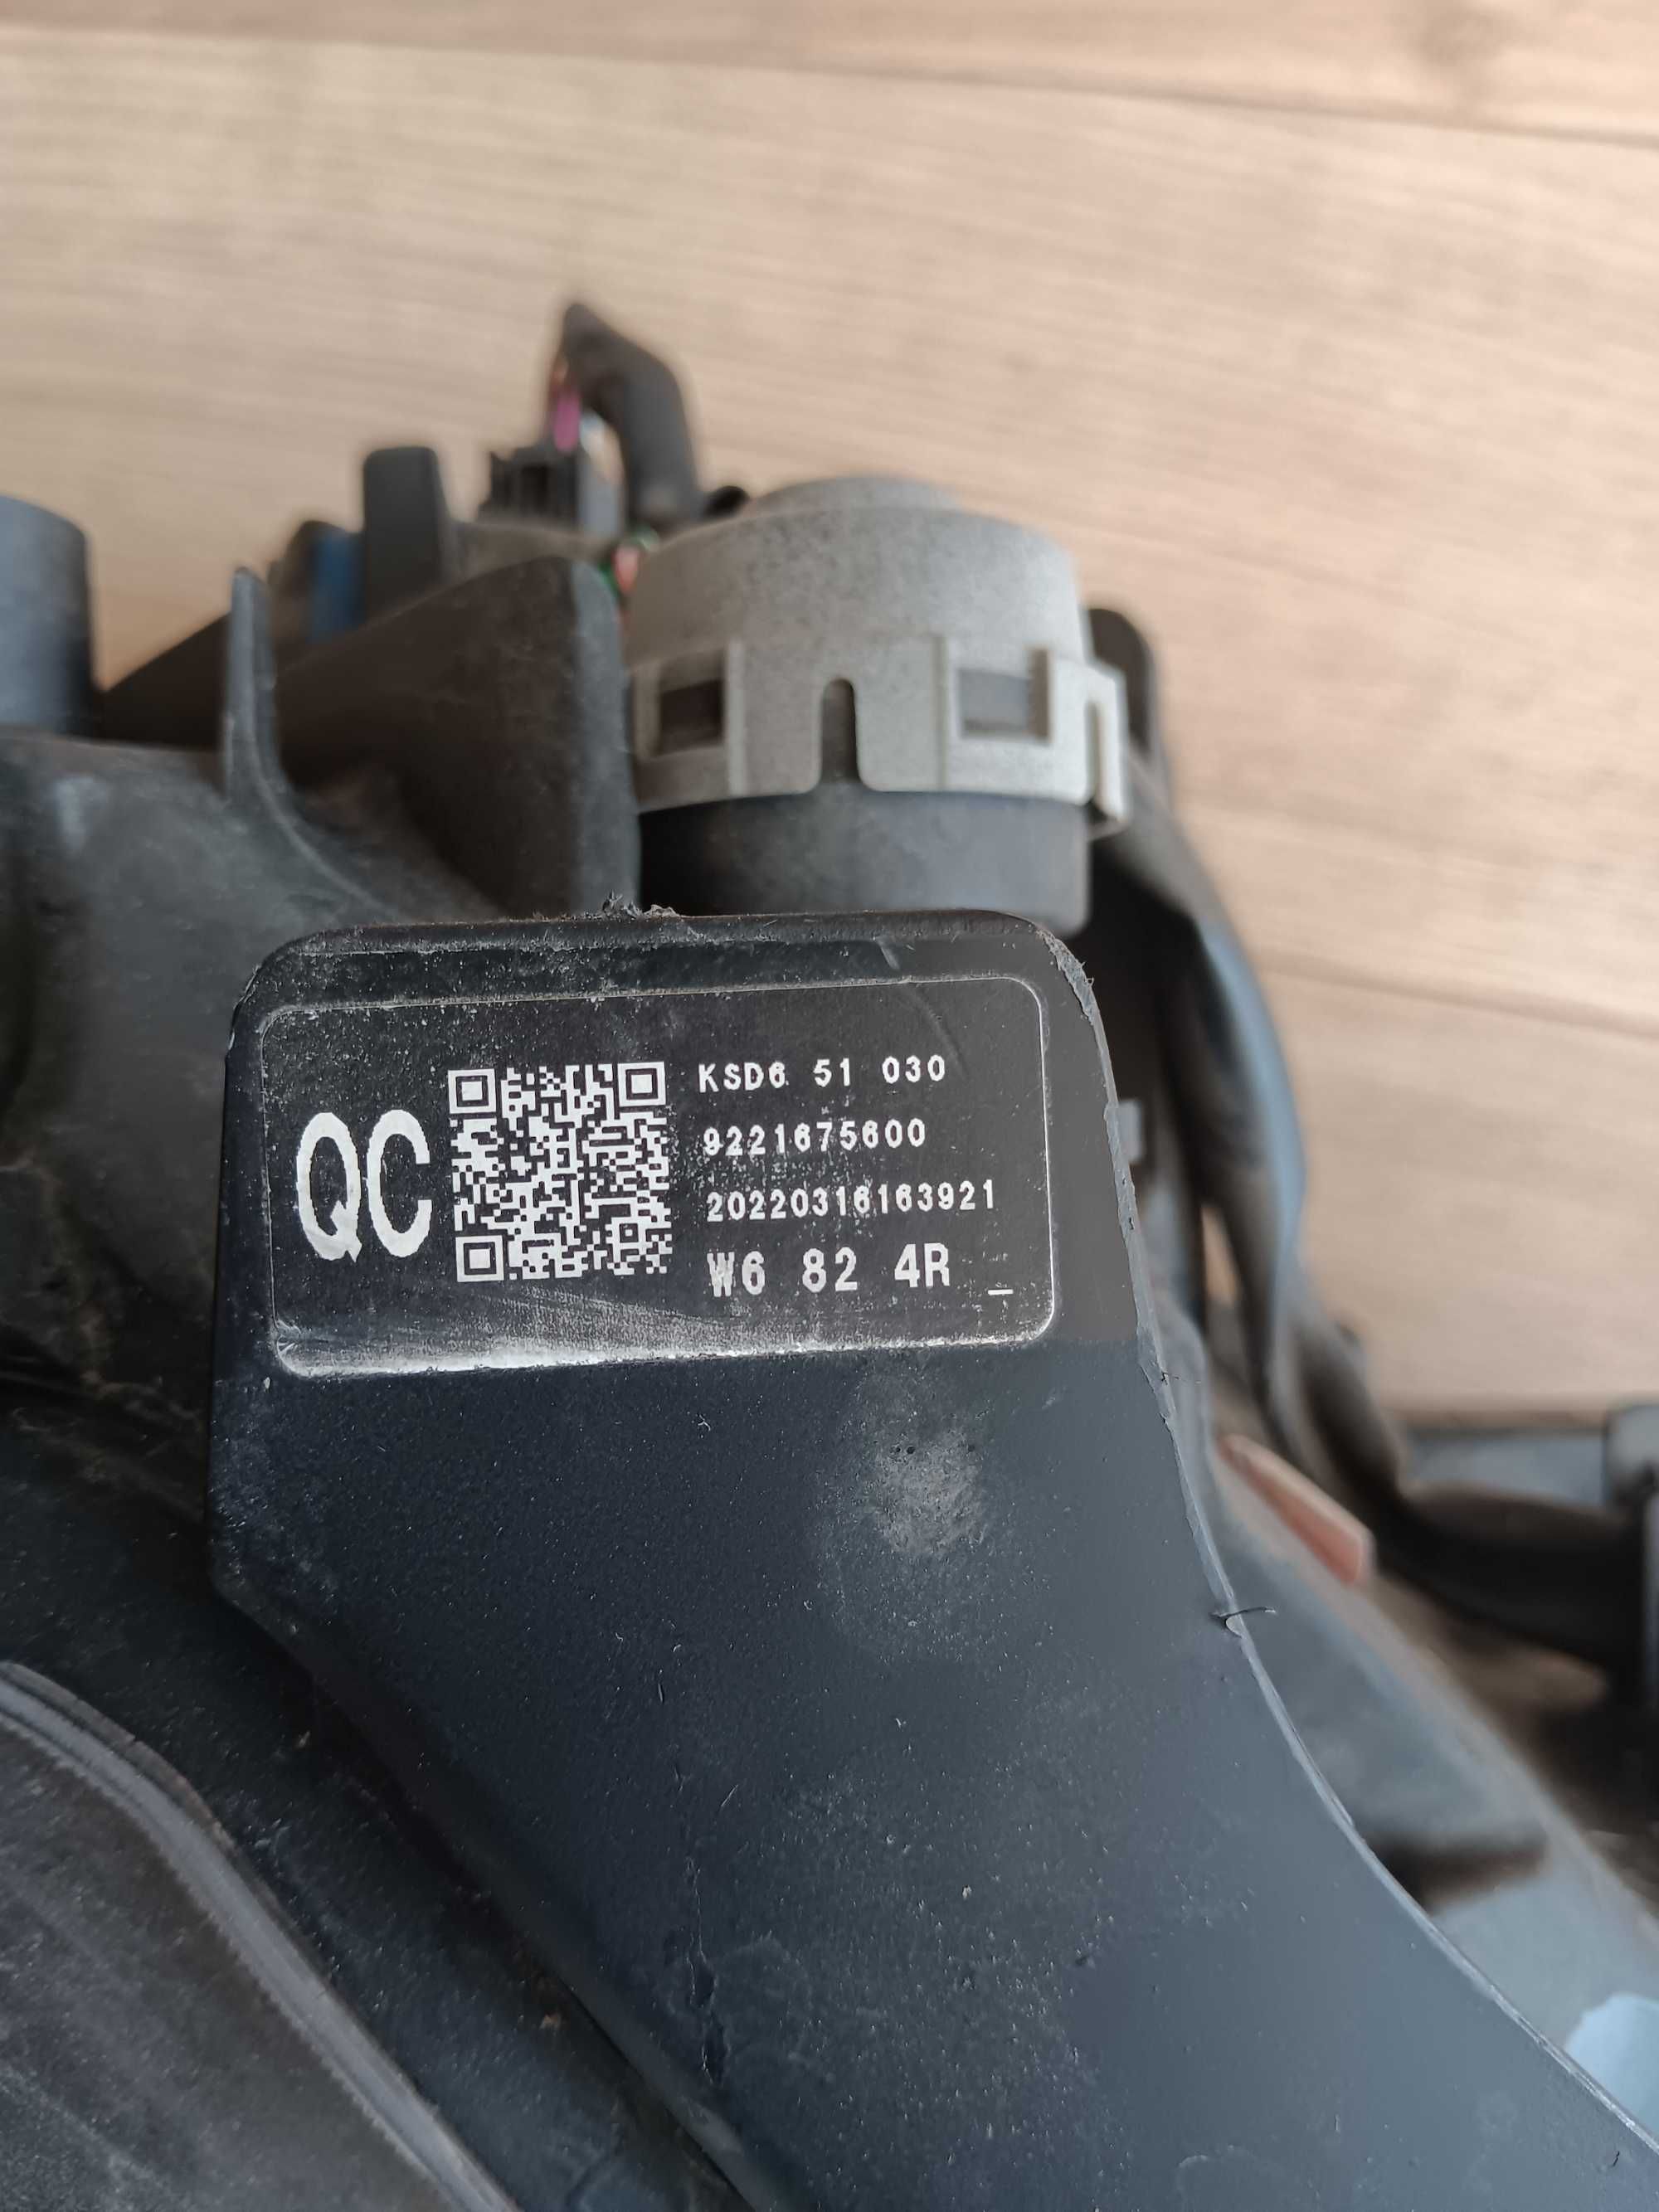 QC
KSD6 51 030
9221675600
20220316163921
W6 82 4R _